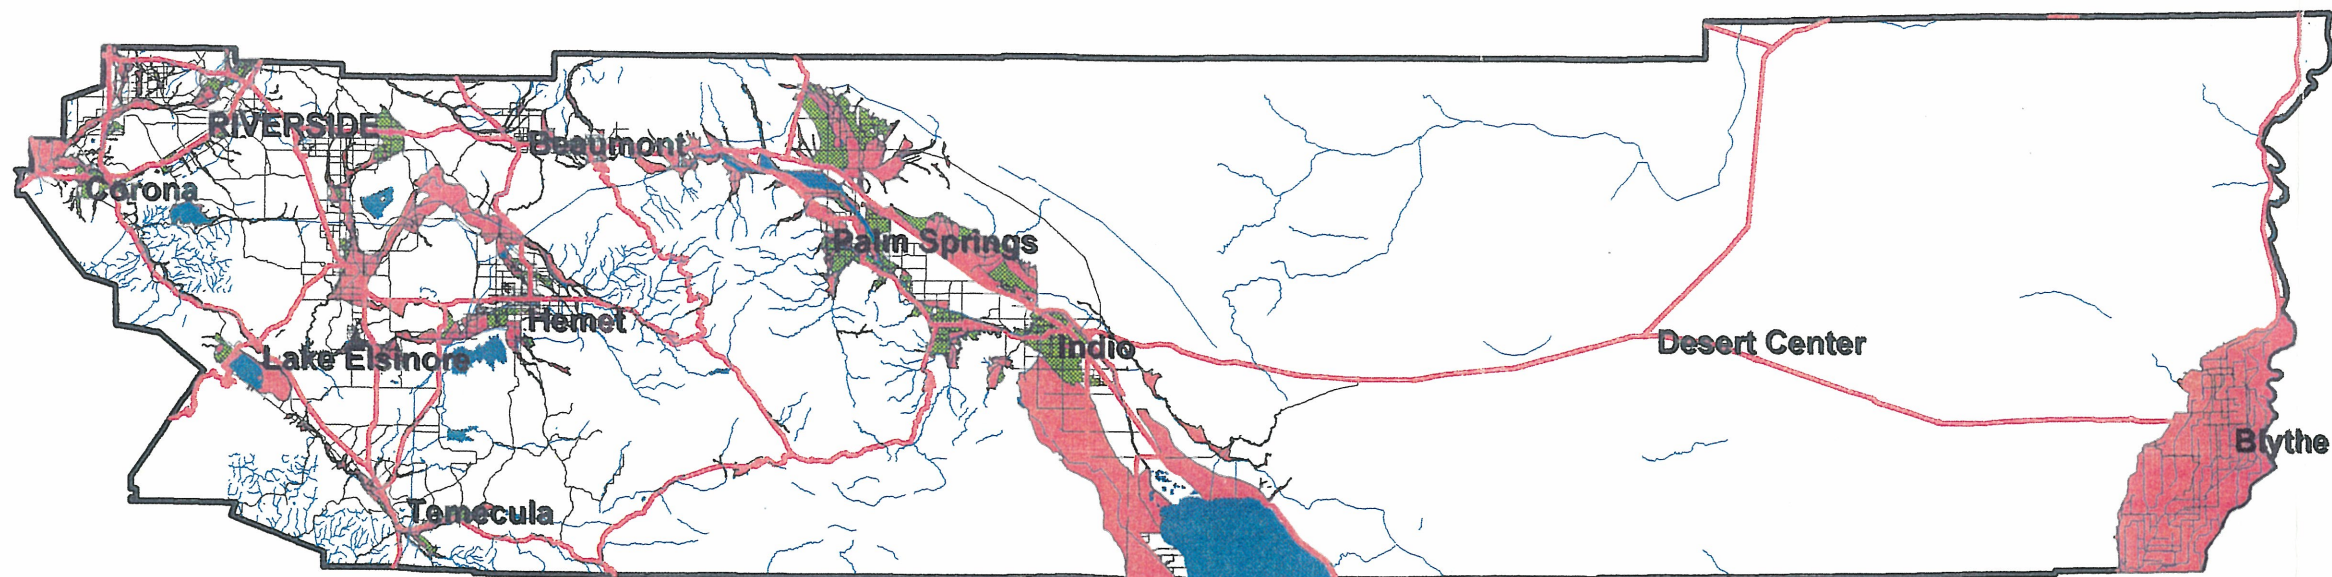 RIVERSIDE
Beaumont
Corona
Palm Springs
Hemet
Lake Elsinore
Indio
Desert Center
Blythe
Temecula